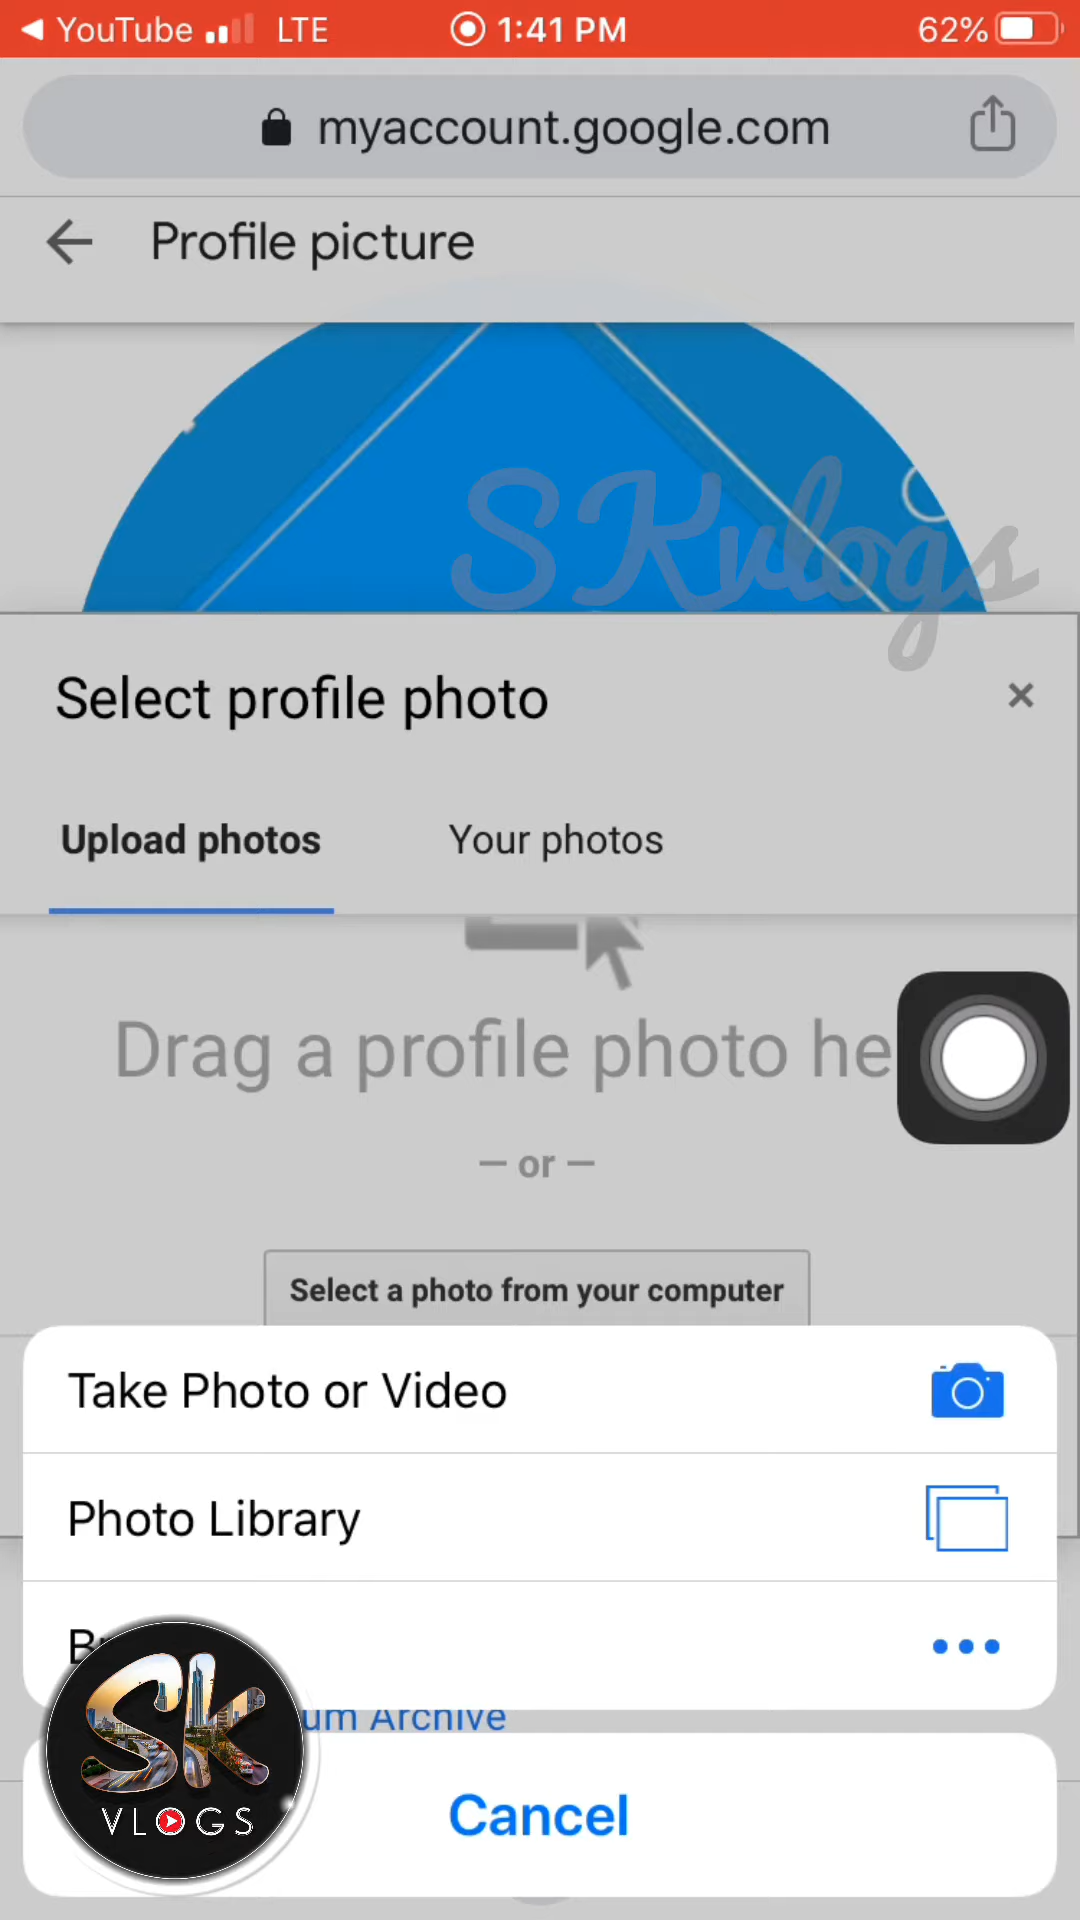 YouTube LTE 1:41 PM 62%
myaccount.google.com
Profile picture
SKvlogs
Select profile photo
×
Upload photos Your photos
Drag a profile photo he
— or —
Select a photo from your computer
Take Photo or Video
Photo Library
um Archive
Sk
VLOGS
Cancel